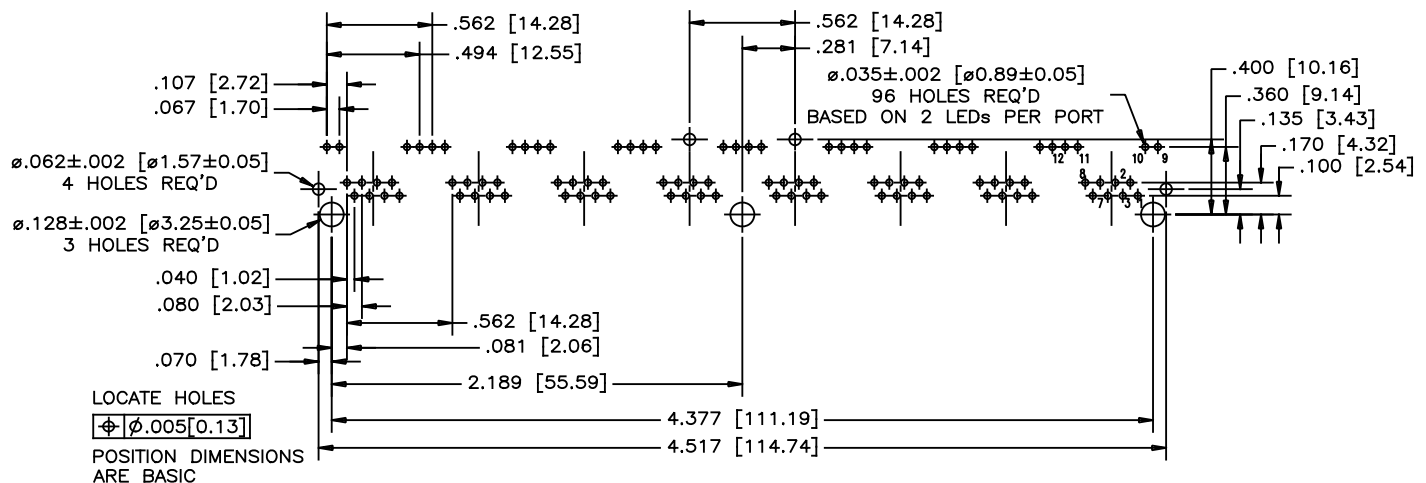 .562 [14.28]
.494 [12.55]
.107 [2.72]
.067 [1.70]
.562 [14.28]
.281 [7.14]
ø.035±.002 [ø0.89±0.05]
96 HOLES REQ'D
BASED ON 2 LEDs PER PORT
.400 [10.16]
.360 [9.14]
.135 [3.43]
.170 [4.32]
.100 [2.54]
12 11 10 9
8 2
7 3 1
ø.062±.002 [ø1.57±0.05]
4 HOLES REQ'D
ø.128±.002 [ø3.25±0.05]
3 HOLES REQ'D
.040 [1.02]
.080 [2.03]
.562 [14.28]
.081 [2.06]
.070 [1.78]
2.189 [55.59]
4.377 [111.19]
4.517 [114.74]
LOCATE HOLES
⌖ Ø.005[0.13]
POSITION DIMENSIONS
ARE BASIC